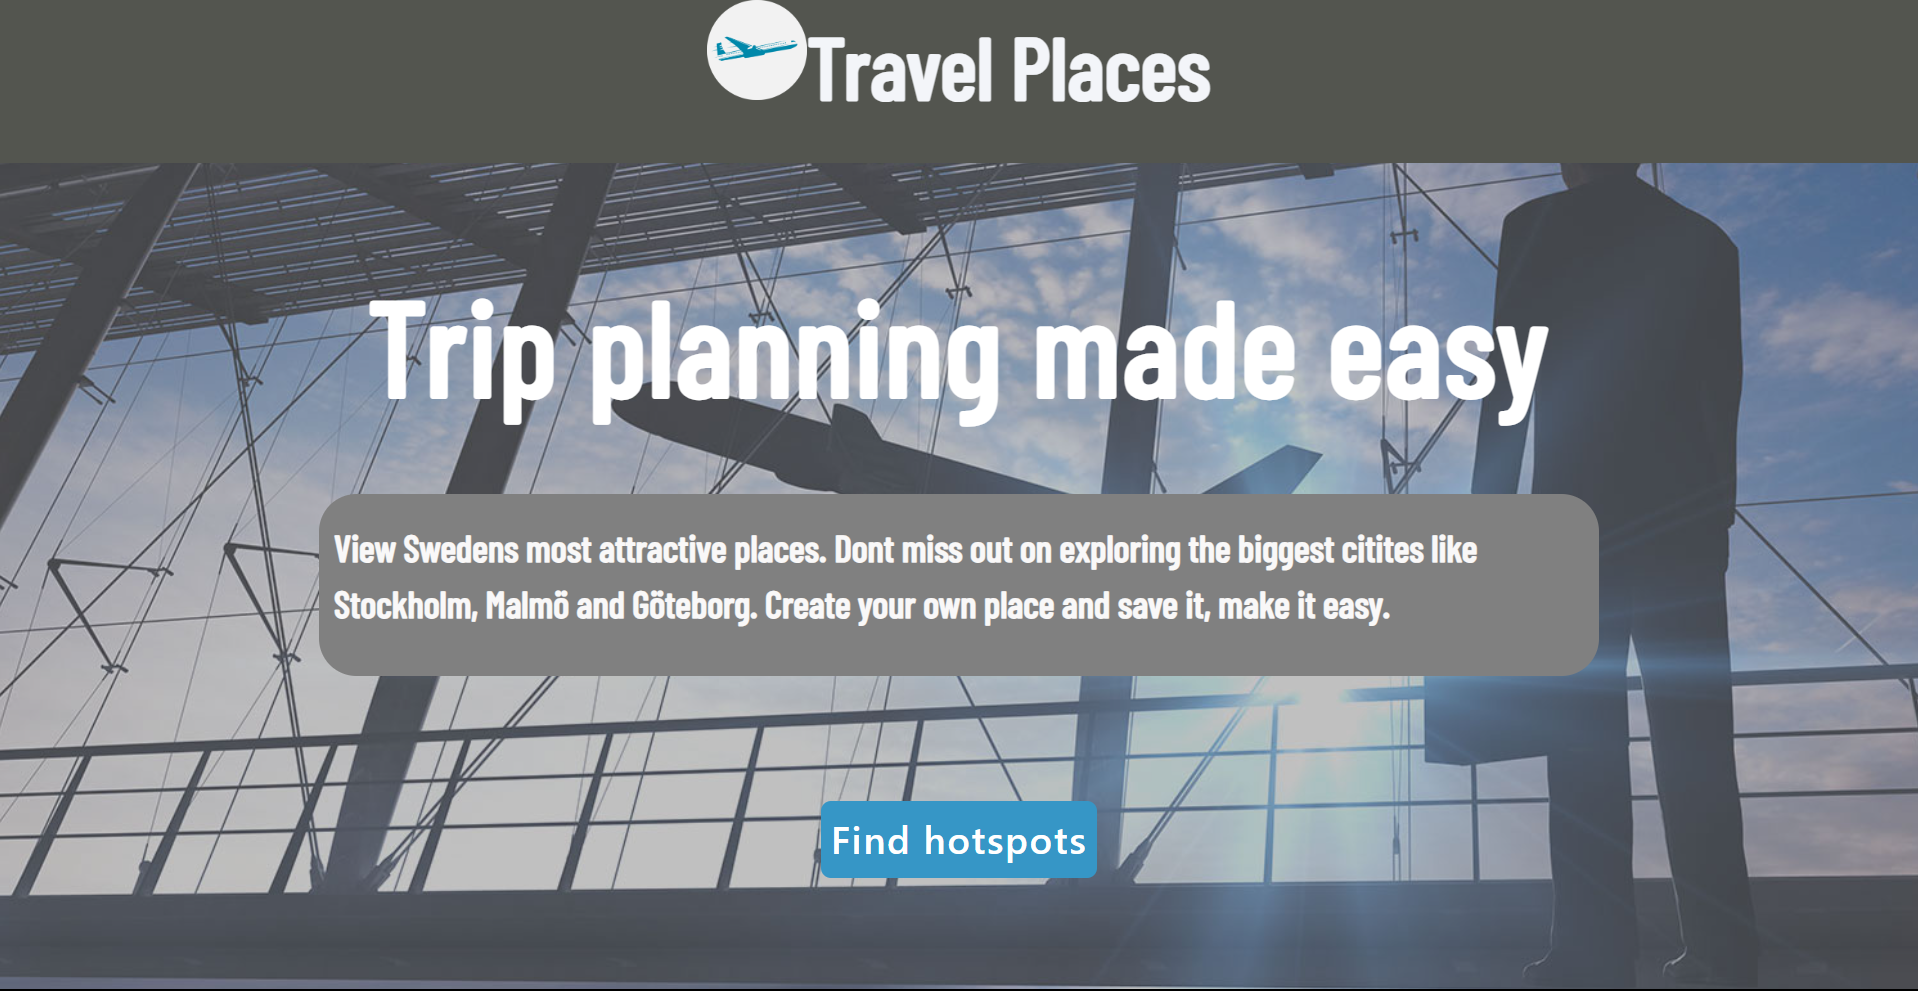 Travel Places
Trip planning made easy
View Swedens most attractive places. Dont miss out on exploring the biggest citites like
Stockholm, Malmö and Göteborg. Create your own place and save it, make it easy.
Find hotspots